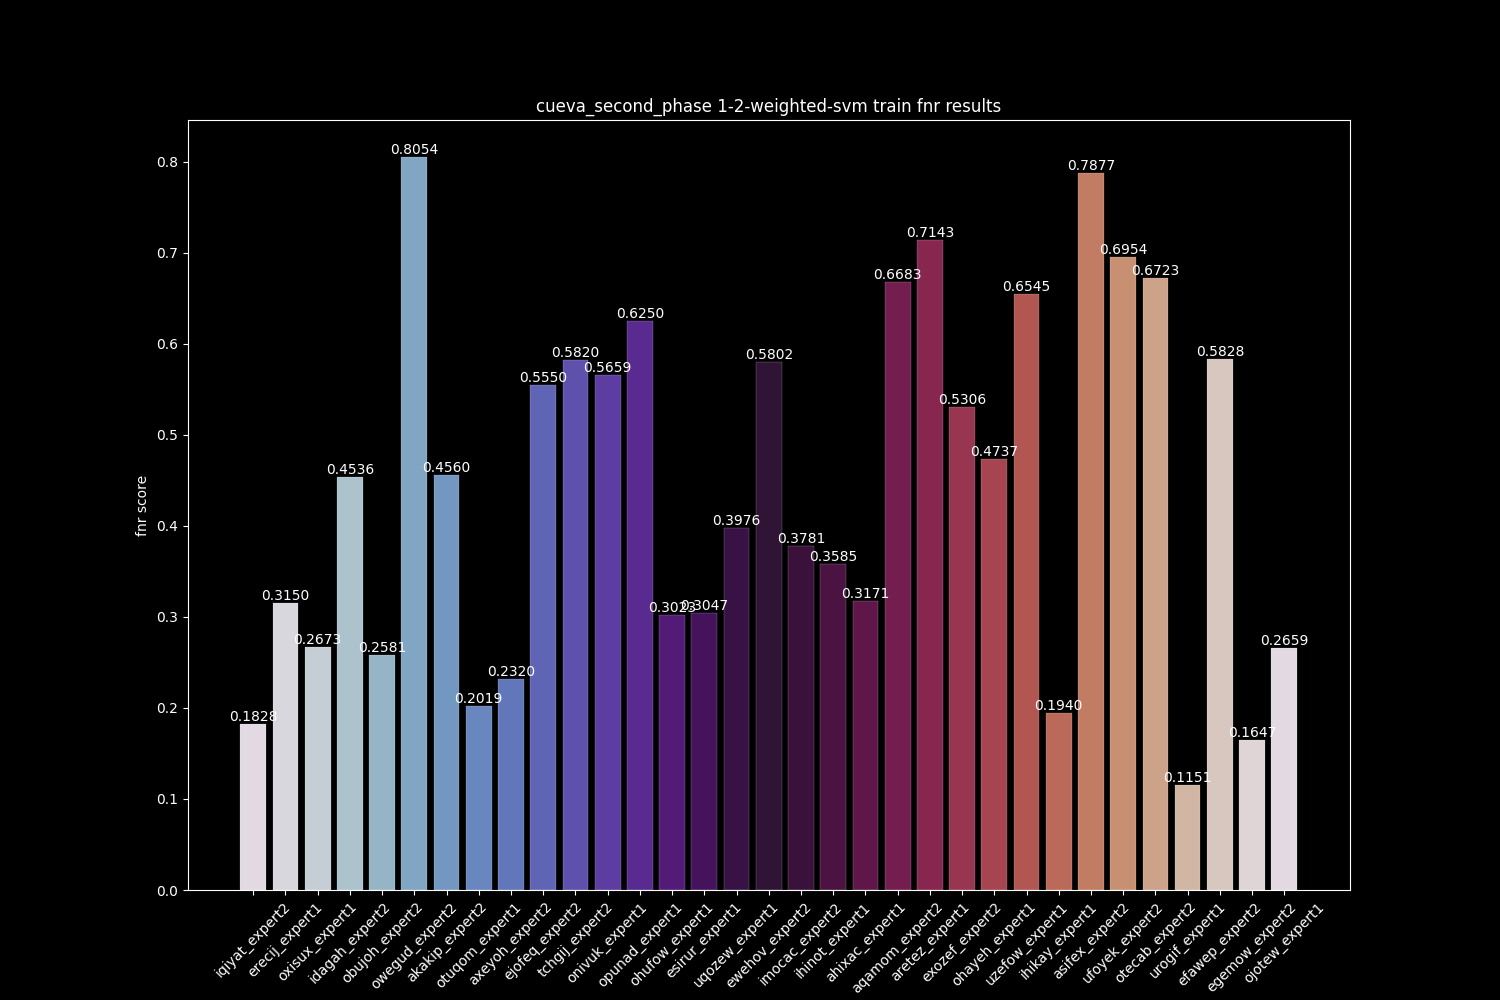 cueva_second_phase 1-2-weighted-svm train fnr results
fnr score
0.8
0.7
0.6
0.5
0.4
0.3
0.2
0.1
0.0
0.1828
0.3150
0.2673
0.4536
0.2581
0.8054
0.4560
0.2019
0.2320
0.5550
0.5820
0.5659
0.6250
0.3023
0.3047
0.3976
0.5802
0.3781
0.3585
0.3171
0.6683
0.7143
0.5306
0.4737
0.6545
0.1940
0.7877
0.6954
0.6723
0.1151
0.5828
0.1647
0.2659
iqjyat_expert2
erecij_expert1
oxisux_expert1
idagah_expert2
obujoh_expert2
owegud_expert2
akakip_expert2
otuqom_expert1
axeyoh_expert2
ejofeq_expert2
tchgjj_expert2
onivuk_expert1
opunad_expert1
ohufow_expert1
esirur_expert1
uqozew_expert1
ewehov_expert2
imocac_expert2
ihinot_expert1
ahixac_expert1
aqamom_expert2
aretez_expert1
exozef_expert2
ohayeh_expert1
uzefow_expert1
ihikay_expert1
asifex_expert2
ufoyek_expert2
otecab_expert2
urogif_expert1
efawep_expert2
egemow_expert2
ojotew_expert1